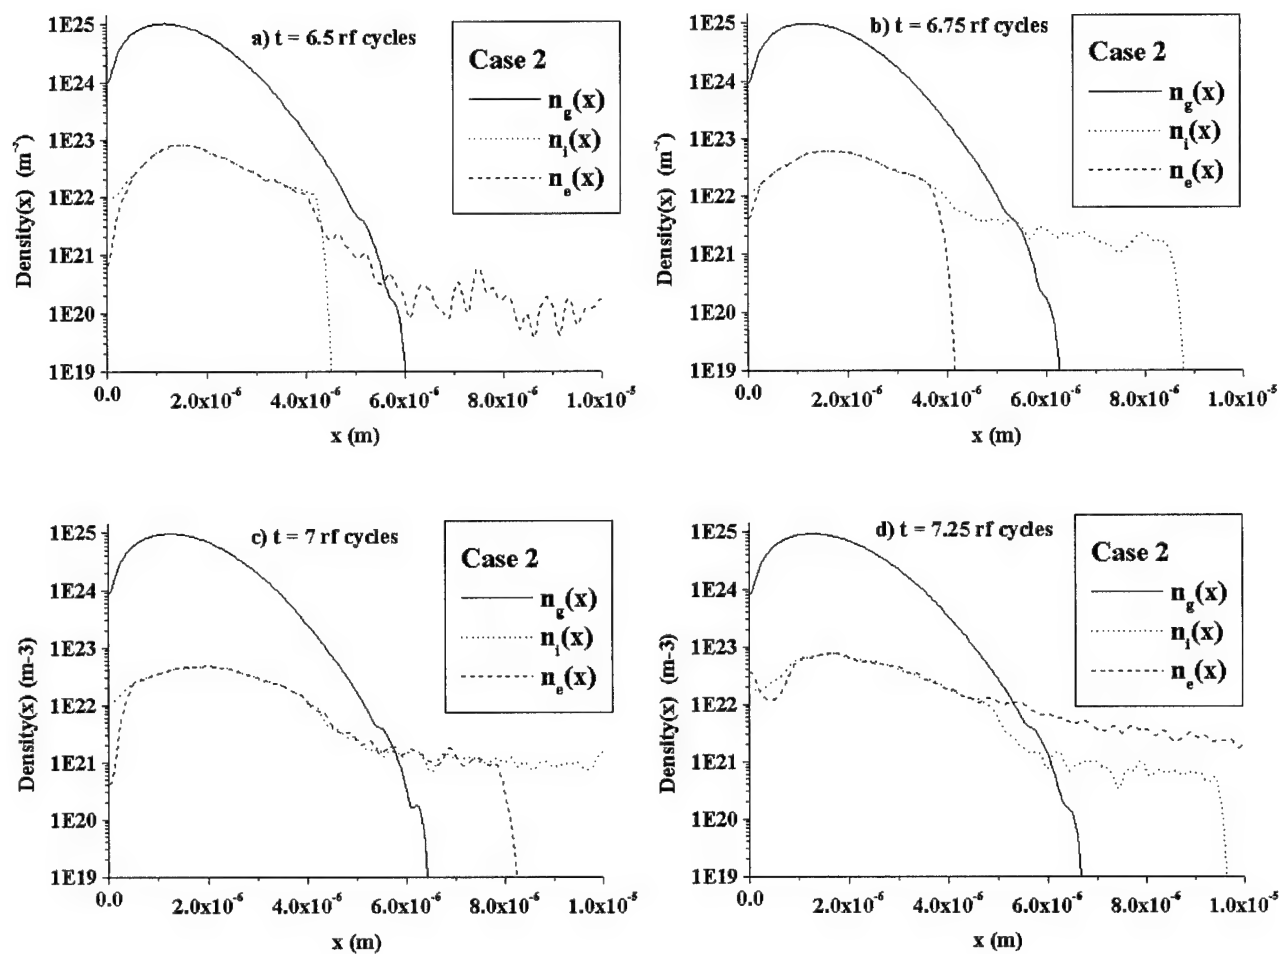 a) t = 6.5 rf cycles
Case 2
n_g(x)
n_i(x)
n_e(x)
1E25
1E24
1E23
1E22
1E21
1E20
1E19
Density(x) (m⁻⁷)
0.0 2.0x10⁻⁶ 4.0x10⁻⁶ 6.0x10⁻⁶ 8.0x10⁻⁶ 1.0x10⁻⁵
x (m)
b) t = 6.75 rf cycles
Case 2
n_g(x)
n_i(x)
n_e(x)
1E25
1E24
1E23
1E22
1E21
1E20
1E19
Density(x) (m⁻⁷)
0.0 2.0x10⁻⁶ 4.0x10⁻⁶ 6.0x10⁻⁶ 8.0x10⁻⁶ 1.0x10⁻⁵
x (m)
c) t = 7 rf cycles
Case 2
n_g(x)
n_i(x)
n_e(x)
1E25
1E24
1E23
1E22
1E21
1E20
1E19
Density(x) (m-3)
0.0 2.0x10⁻⁶ 4.0x10⁻⁶ 6.0x10⁻⁶ 8.0x10⁻⁶ 1.0x10⁻⁵
x (m)
d) t = 7.25 rf cycles
Case 2
n_g(x)
n_i(x)
n_e(x)
1E25
1E24
1E23
1E22
1E21
1E20
1E19
Density(x) (m-3)
0.0 2.0x10⁻⁶ 4.0x10⁻⁶ 6.0x10⁻⁶ 8.0x10⁻⁶ 1.0x10⁻⁵
x (m)